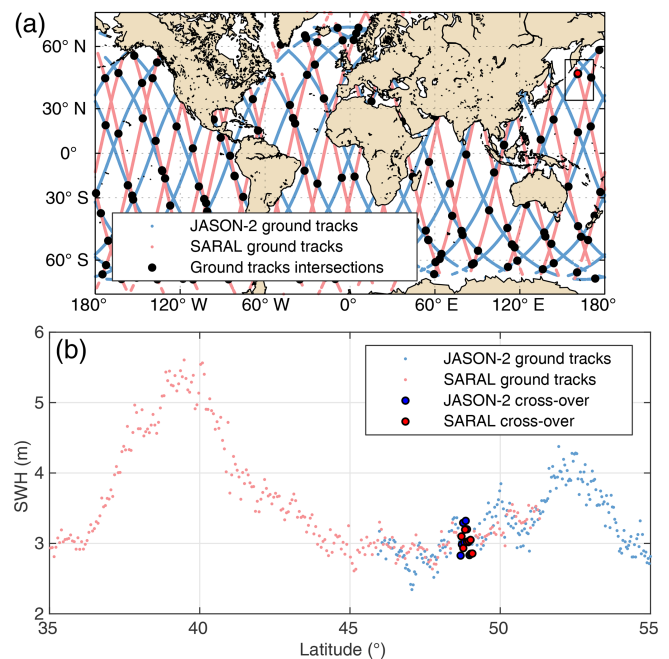 (a)
60° N
30° N
0°
30° S
60° S
JASON-2 ground tracks
SARAL ground tracks
Ground tracks intersections
180° 120° W 60° W 0° 60° E 120° E 180°
(b)
6
5
4
3
2
SWH (m)
JASON-2 ground tracks
SARAL ground tracks
JASON-2 cross-over
SARAL cross-over
35 40 45 50 55
Latitude (°)